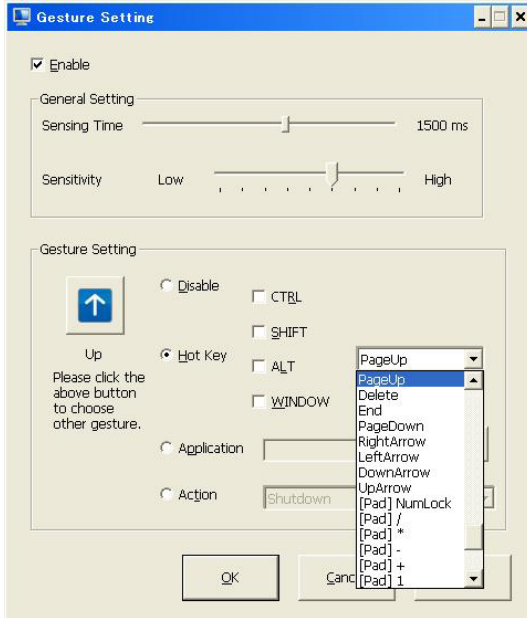 Gesture Setting
Enable
General Setting
Sensing Time 1500 ms
Sensitivity Low High
Gesture Setting
Disable
CTRL
SHIFT
Up
Hot Key
ALT
PageUp
Please click the
above button
to choose
other gesture.
WINDOW
PageUp
Delete
End
PageDown
RightArrow
LeftArrow
DownArrow
UpArrow
[Pad] NumLock
[Pad] /
[Pad] *
[Pad] -
[Pad] +
[Pad] 1
Application
Action
Shutdown
OK
Canc